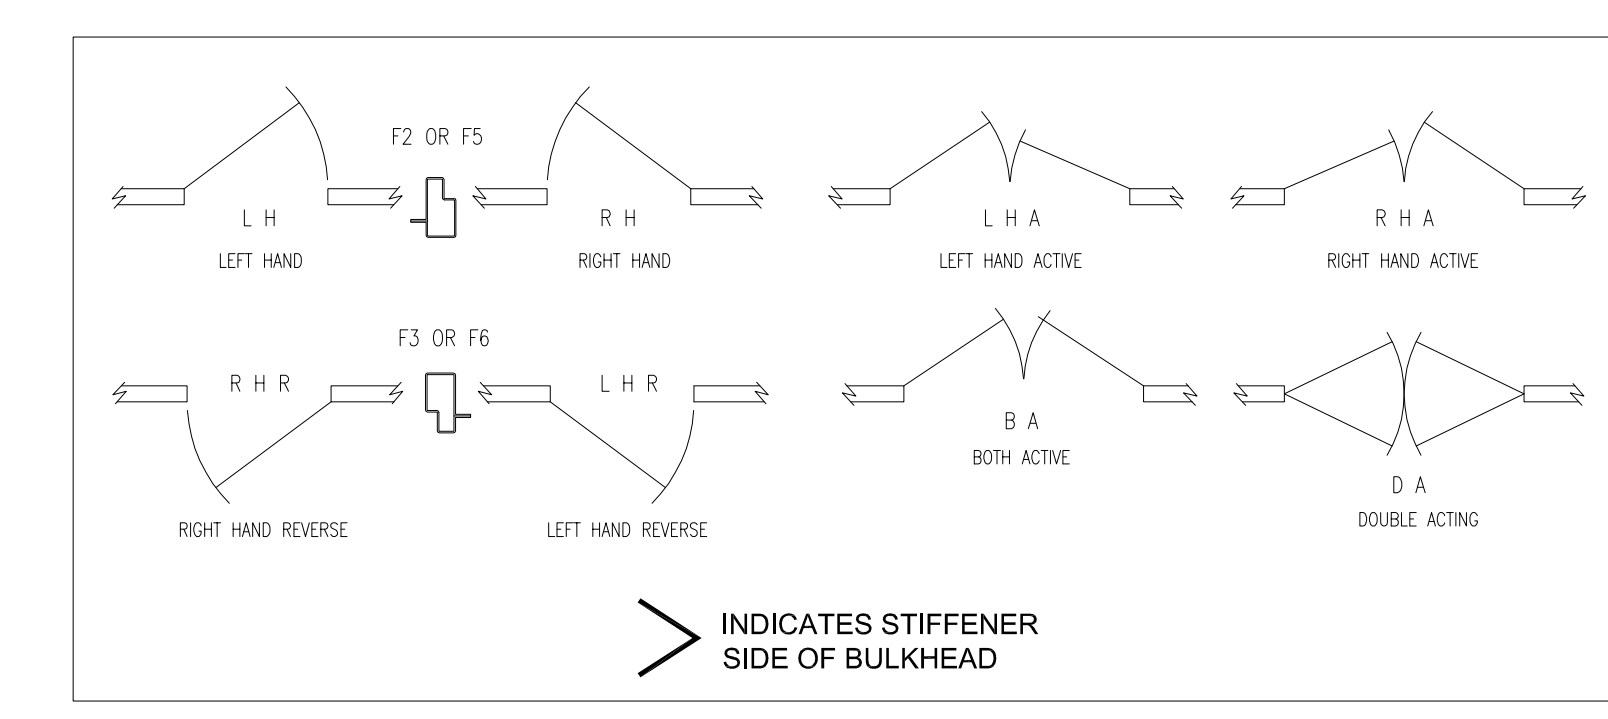 F2 OR F5
L H
LEFT HAND
R H
RIGHT HAND
L H A
LEFT HAND ACTIVE
R H A
RIGHT HAND ACTIVE
F3 OR F6
R H R
RIGHT HAND REVERSE
L H R
LEFT HAND REVERSE
B A
BOTH ACTIVE
D A
DOUBLE ACTING
INDICATES STIFFENER
SIDE OF BULKHEAD